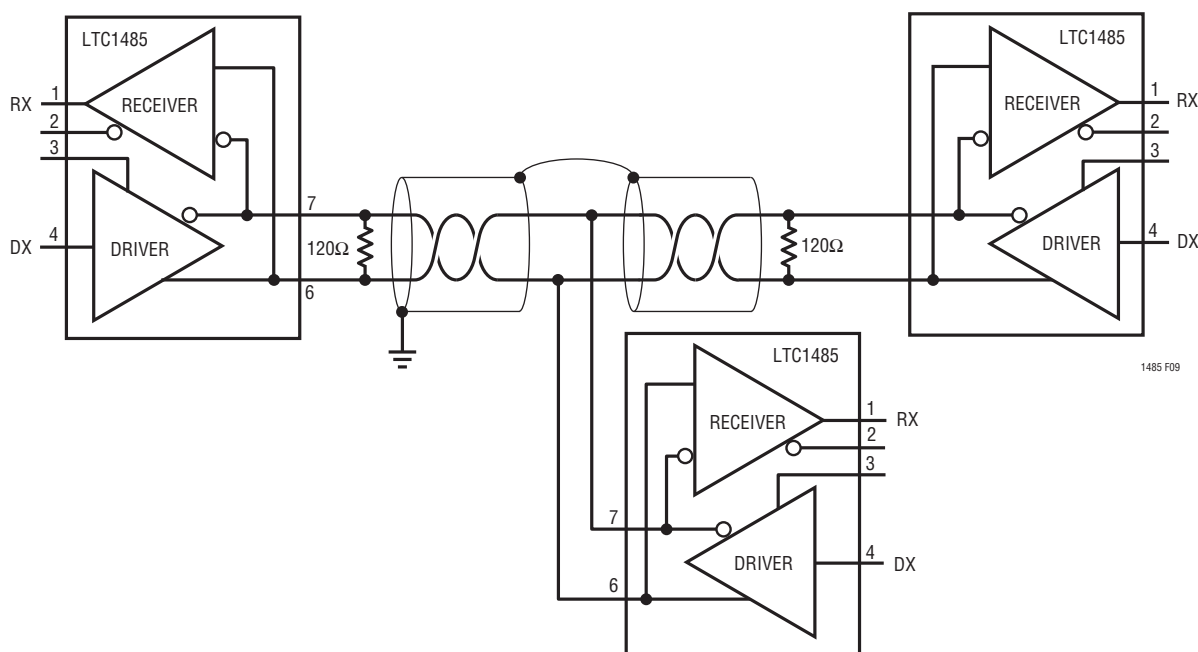 LTC1485
RX
1
RECEIVER
2
3
7
DX
4
DRIVER
120Ω
6
LTC1485
RECEIVER
1
RX
2
3
120Ω
DRIVER
4
DX
1485 F09
LTC1485
RECEIVER
1
RX
2
3
7
DRIVER
4
DX
6